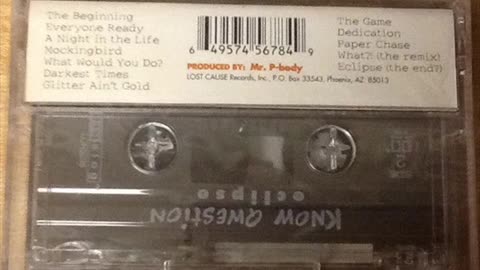 The Beginning
Everyone Ready
A Night in the Life
Mockingbird
What Would You Do?
Darkest Times
Glitter Ain't Gold
6 49574 56784 9
PRODUCED BY: Mr. P-body
LOST CAUSE Records, Inc., P.O. Box 33543, Phoenix, AZ 85013
The Game
Dedication
Paper Chase
What?! (the remix)
Eclipse (the end?)
KNOW QWESTION
eclipse